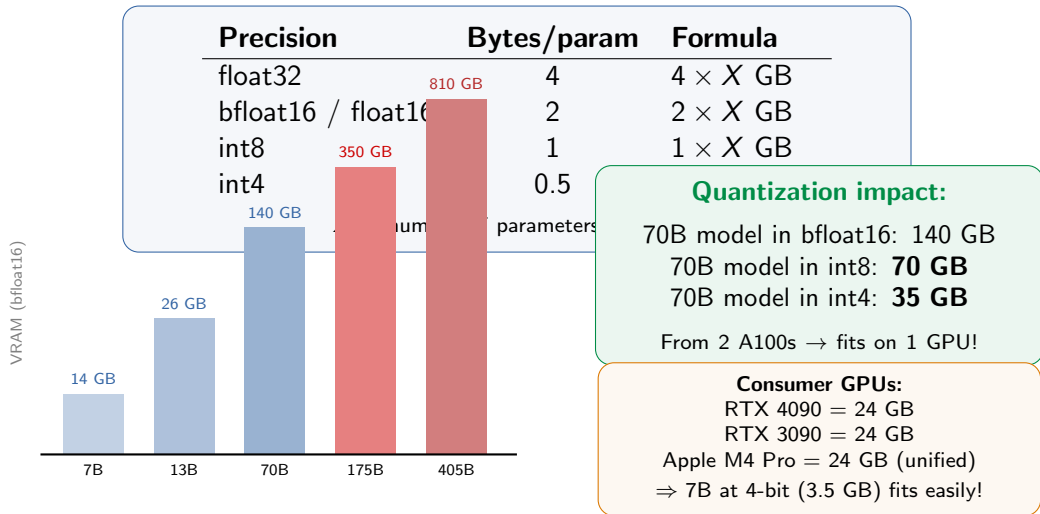 Precision Bytes/param Formula
float32 4 4 × X GB
bfloat16 / float16 2 2 × X GB
int8 1 1 × X GB
int4 0.5
parameters
VRAM (bfloat16)
14 GB
26 GB
140 GB
350 GB
810 GB
7B 13B 70B 175B 405B
Quantization impact:
70B model in bfloat16: 140 GB
70B model in int8: 70 GB
70B model in int4: 35 GB
From 2 A100s → fits on 1 GPU!
Consumer GPUs:
RTX 4090 = 24 GB
RTX 3090 = 24 GB
Apple M4 Pro = 24 GB (unified)
⇒ 7B at 4-bit (3.5 GB) fits easily!